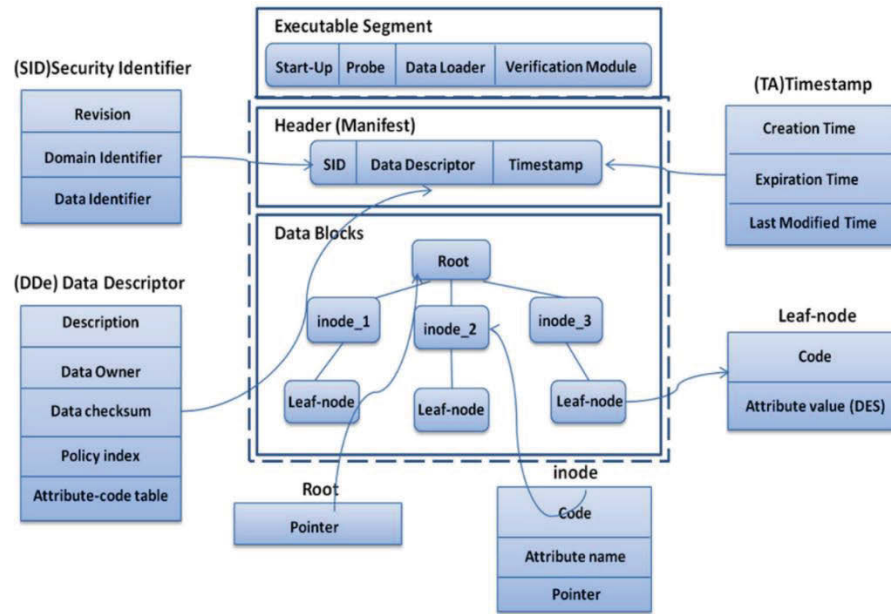 Executable Segment
Start-Up Probe Data Loader Verification Module
(SID)Security Identifier
Revision
Domain Identifier
Data Identifier
Header (Manifest)
SID Data Descriptor Timestamp
(TA)Timestamp
Creation Time
Expiration Time
Last Modified Time
Data Blocks
Root
inode_1 inode_2 inode_3
Leaf-node Leaf-node Leaf-node
(DDe) Data Descriptor
Description
Data Owner
Data checksum
Policy index
Attribute-code table
Leaf-node
Code
Attribute value (DES)
Root
Pointer
inode
Code
Attribute name
Pointer